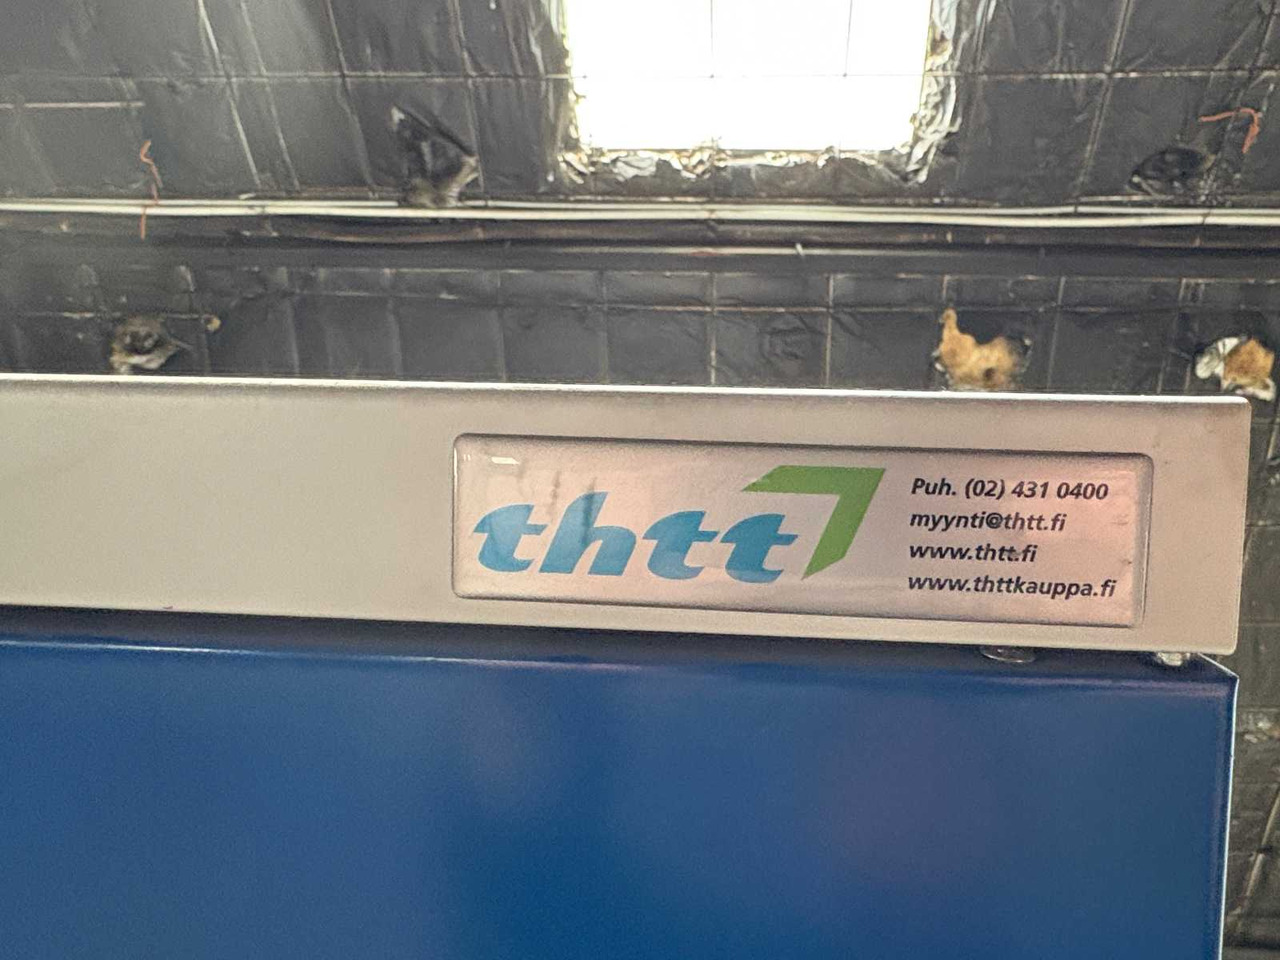 thtt
Puh. (02) 431 0400
myynti@thtt.fi
www.thtt.fi
www.thttkauppa.fi